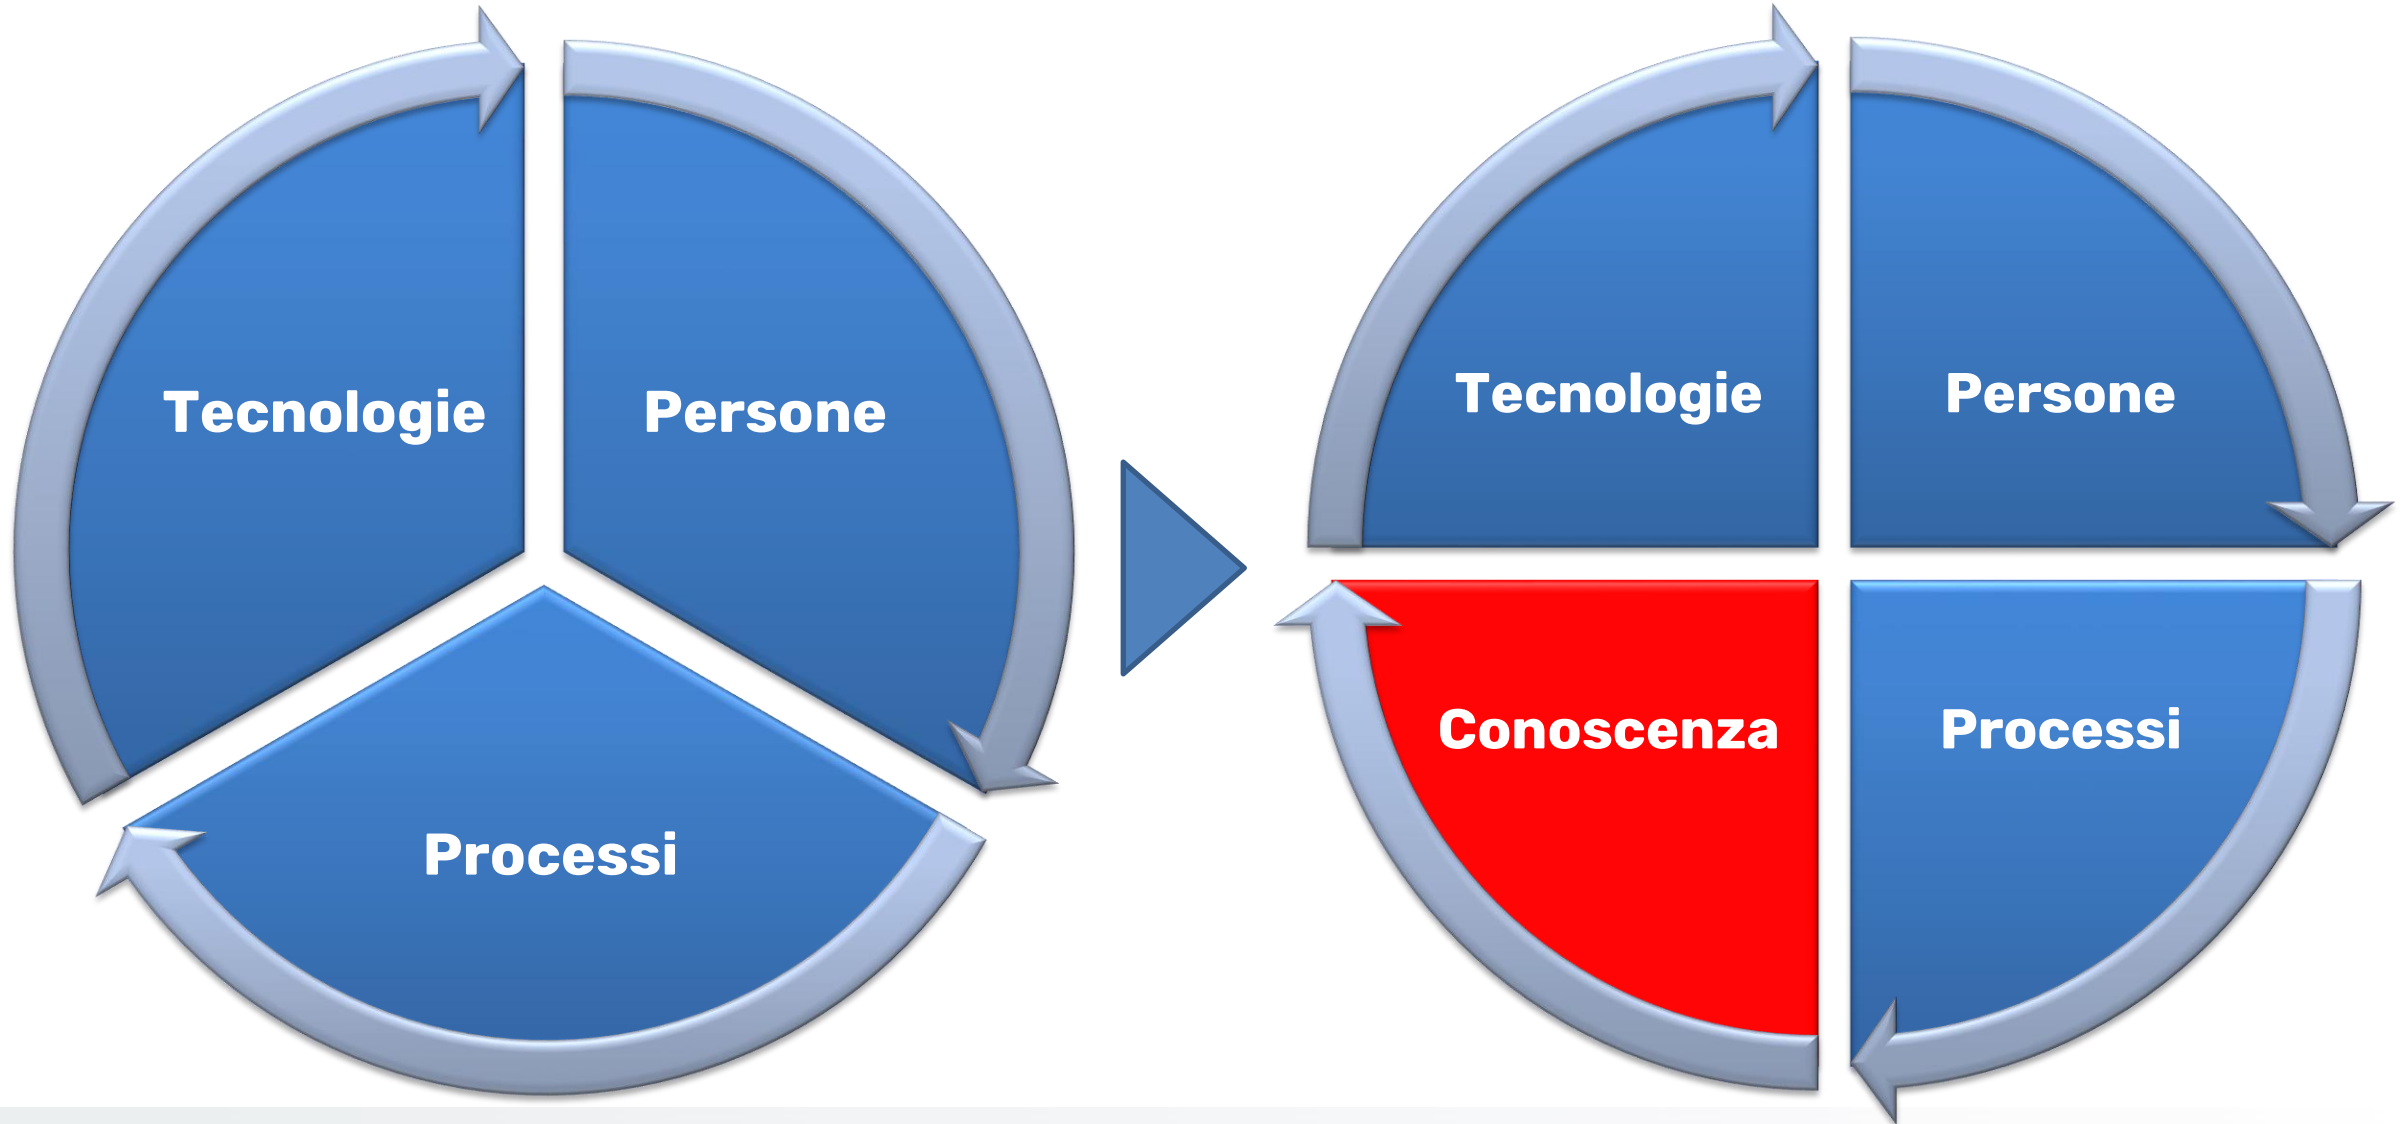 Tecnologie
Persone
Processi
Tecnologie
Persone
Conoscenza
Processi